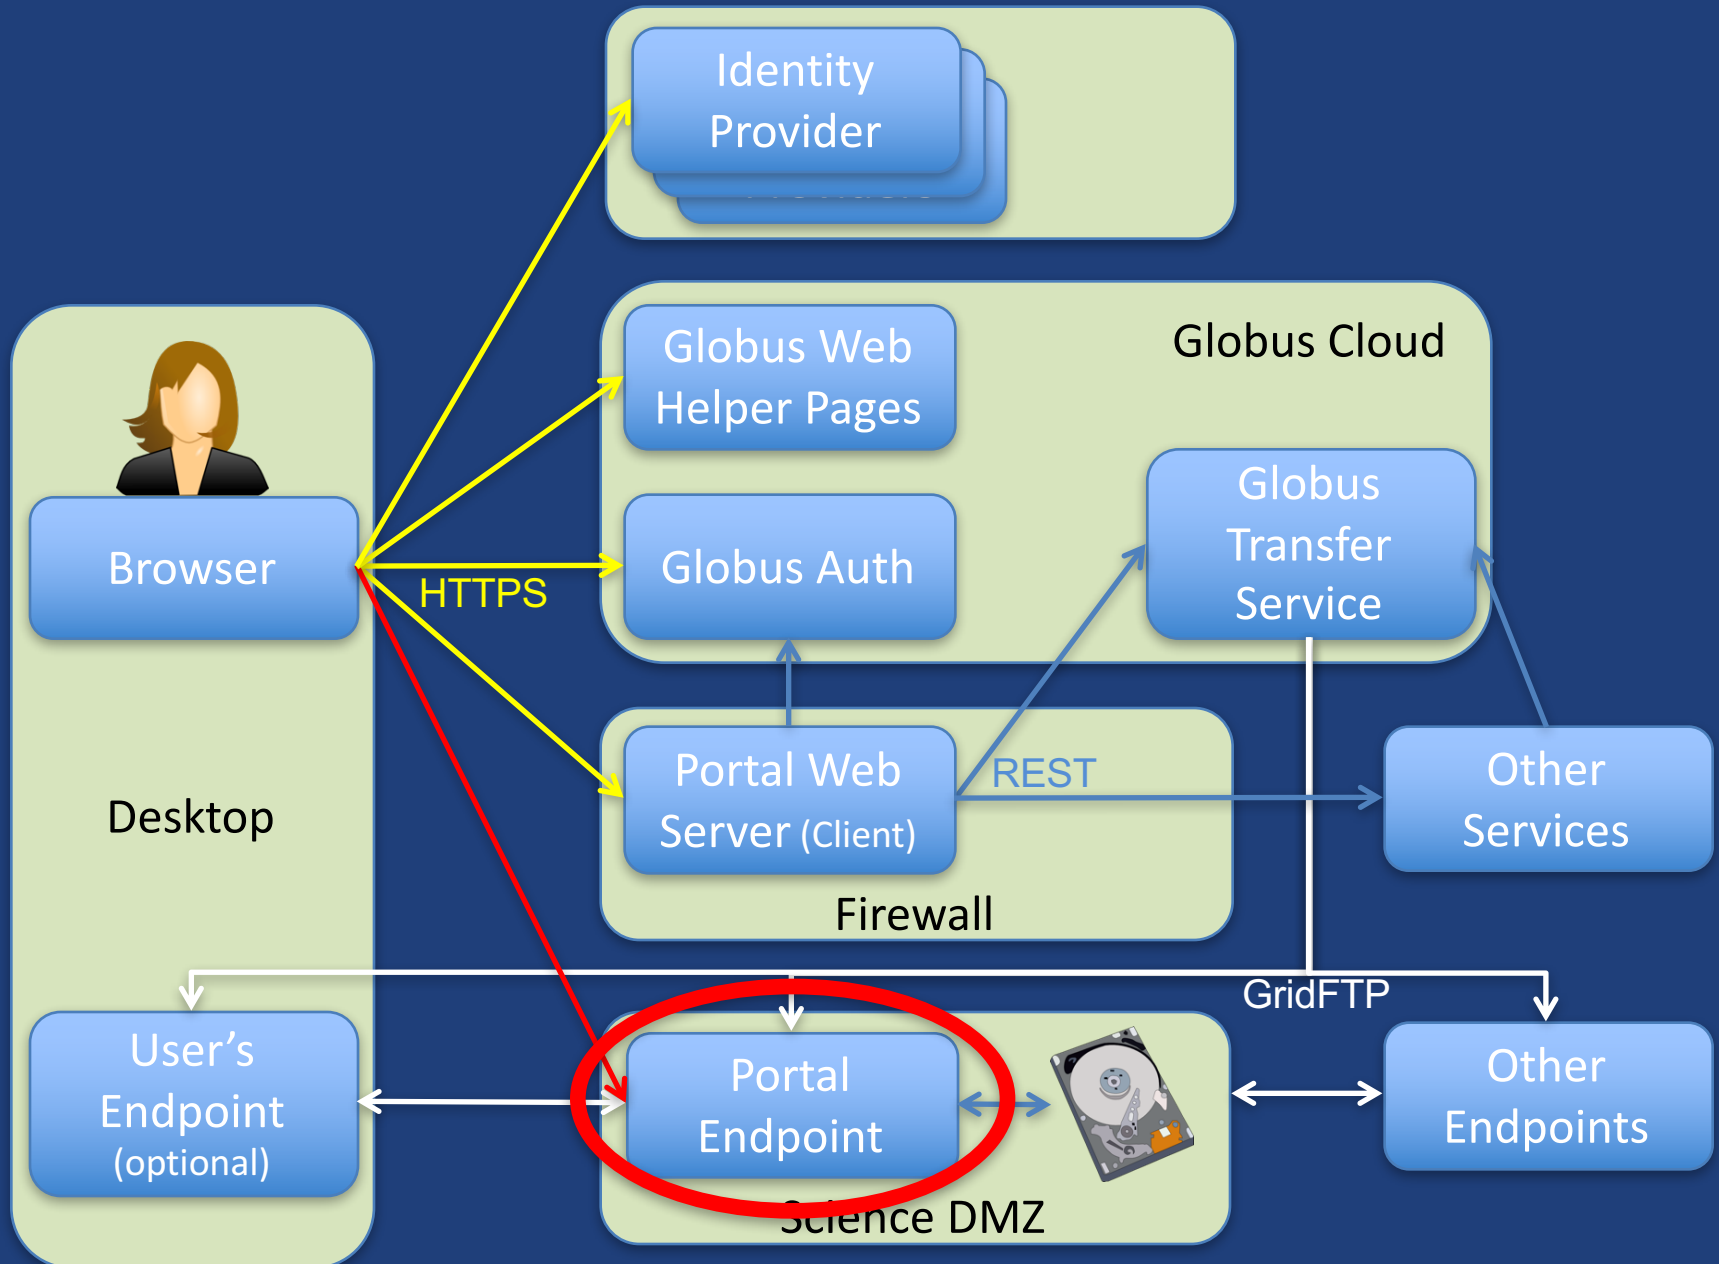 Identity
Provider
Globus Web
Helper Pages
Globus Cloud
Globus
Transfer
Service
Browser
HTTPS
Globus Auth
Portal Web
Server (Client)
REST
Other
Services
Desktop
Firewall
GridFTP
User's
Endpoint
(optional)
Portal
Endpoint
Other
Endpoints
Science DMZ